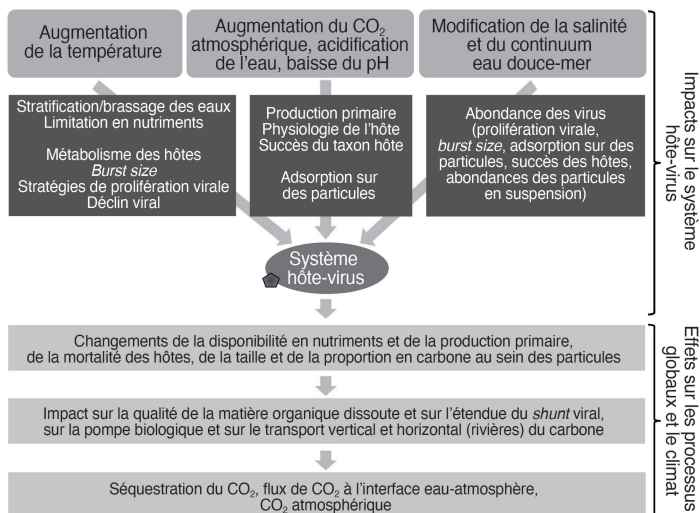 Augmentation
de la température
Augmentation du CO₂
atmosphérique, acidification
de l'eau, baisse du pH
Modification de la salinité
et du continuum
eau douce-mer
Stratification/brassage des eaux
Limitation en nutriments
Métabolisme des hôtes
Burst size
Stratégies de prolifération virale
Déclin viral
Production primaire
Physiologie de l'hôte
Succès du taxon hôte
Adsorption sur
des particules
Abondance des virus
(prolifération virale,
burst size, adsorption sur des
particules, succès des hôtes,
abondances des particules
en suspension)
Impacts sur le système
hôte-virus
Système
hôte-virus
Changements de la disponibilité en nutriments et de la production primaire,
de la mortalité des hôtes, de la taille et de la proportion en carbone au sein des particules
Impact sur la qualité de la matière organique dissoute et sur l'étendue du shunt viral,
sur la pompe biologique et sur le transport vertical et horizontal (rivières) du carbone
Séquestration du CO₂, flux de CO₂ à l'interface eau-atmosphère,
CO₂ atmosphérique
Effets sur les processus
globaux et le climat